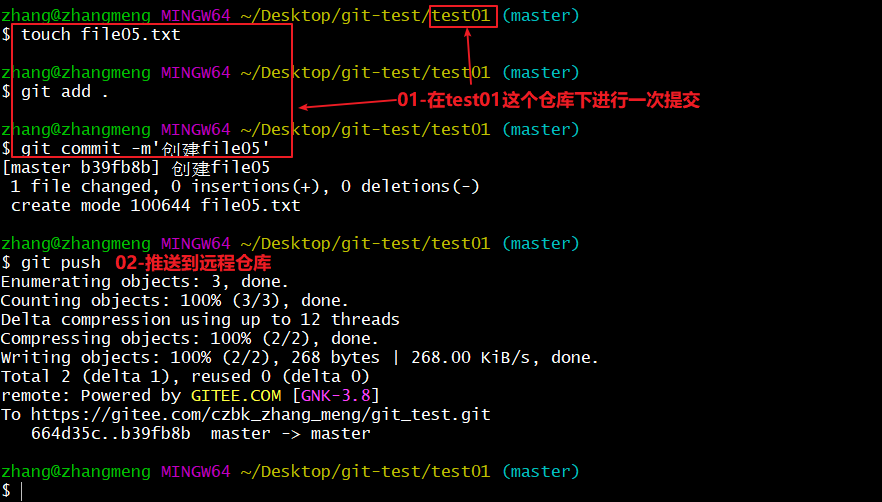 zhang@zhangmeng MINGW64 ~/Desktop/git-test/test01 (master)
$ touch file05.txt
zhang@zhangmeng MINGW64 ~/Desktop/git-test/test01 (master)
$ git add .
01-在test01这个仓库下进行一次提交
zhang@zhangmeng MINGW64 ~/Desktop/git-test/test01 (master)
$ git commit -m'创建file05'
[master b39fb8b] 创建file05
1 file changed, 0 insertions(+), 0 deletions(-)
create mode 100644 file05.txt
zhang@zhangmeng MINGW64 ~/Desktop/git-test/test01 (master)
$ git push 02-推送到远程仓库
Enumerating objects: 3, done.
Counting objects: 100% (3/3), done.
Delta compression using up to 12 threads
Compressing objects: 100% (2/2), done.
Writing objects: 100% (2/2), 268 bytes | 268.00 KiB/s, done.
Total 2 (delta 1), reused 0 (delta 0)
remote: Powered by GITEE.COM [GNK-3.8]
To https://gitee.com/czbk_zhang_meng/git_test.git
664d35c..b39fb8b master -> master
zhang@zhangmeng MINGW64 ~/Desktop/git-test/test01 (master)
$